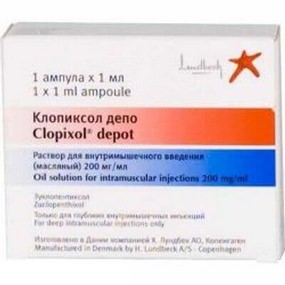 Lundbeck
1 ампула х 1 мл
1 x 1 ml ampoule
Клопиксол депо
Clopixol® depot
Раствор для внутримышечного введения
(масляный) 200 мг/мл
Oil solution for intramuscular injections 200 mg/ml
Зуклопентиксол
Zuclopenthixol
Только для глубоких внутримышечных инъекций
For deep intramuscular injections only
Изготовлено в Дании компанией Х. Лундбек АО, Копенгаген
Manufactured in Denmark by H. Lundbeck A/S - Copenhagen